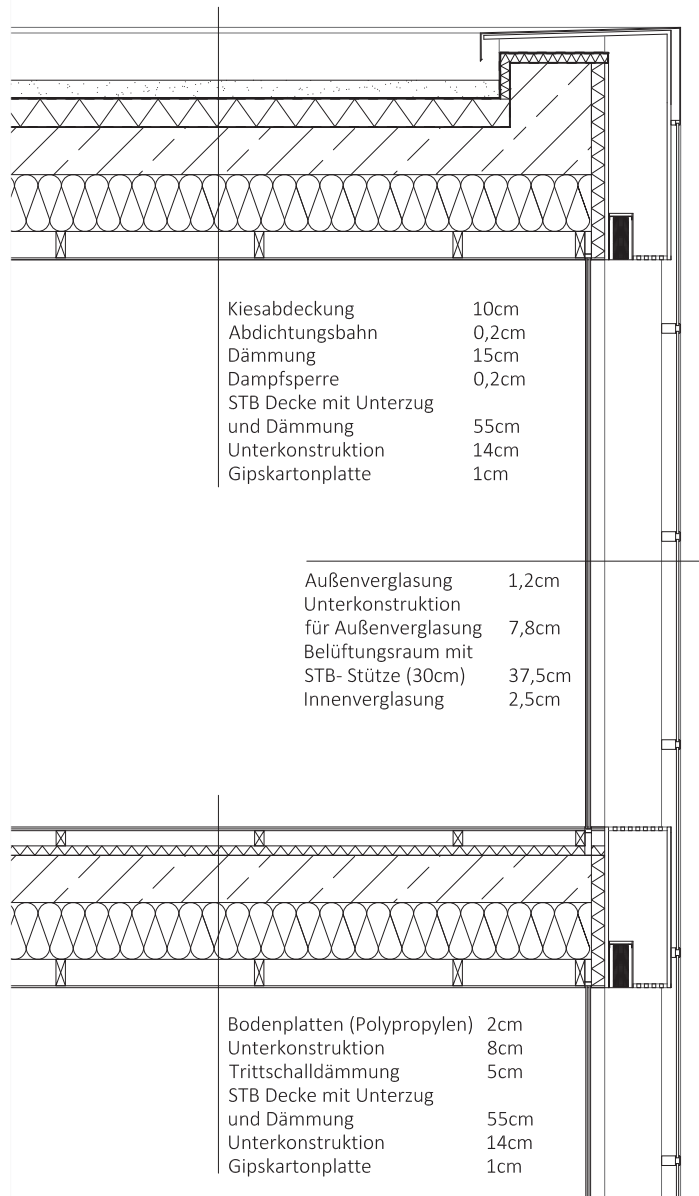 Kiesabdeckung 10cm
Abdichtungsbahn 0,2cm
Dämmung 15cm
Dampfsperre 0,2cm
STB Decke mit Unterzug
und Dämmung 55cm
Unterkonstruktion 14cm
Gipskartonplatte 1cm
Außenverglasung 1,2cm
Unterkonstruktion
für Außenverglasung 7,8cm
Belüftungsraum mit
STB- Stütze (30cm) 37,5cm
Innenverglasung 2,5cm
Bodenplatten (Polypropylen) 2cm
Unterkonstruktion 8cm
Trittschalldämmung 5cm
STB Decke mit Unterzug
und Dämmung 55cm
Unterkonstruktion 14cm
Gipskartonplatte 1cm